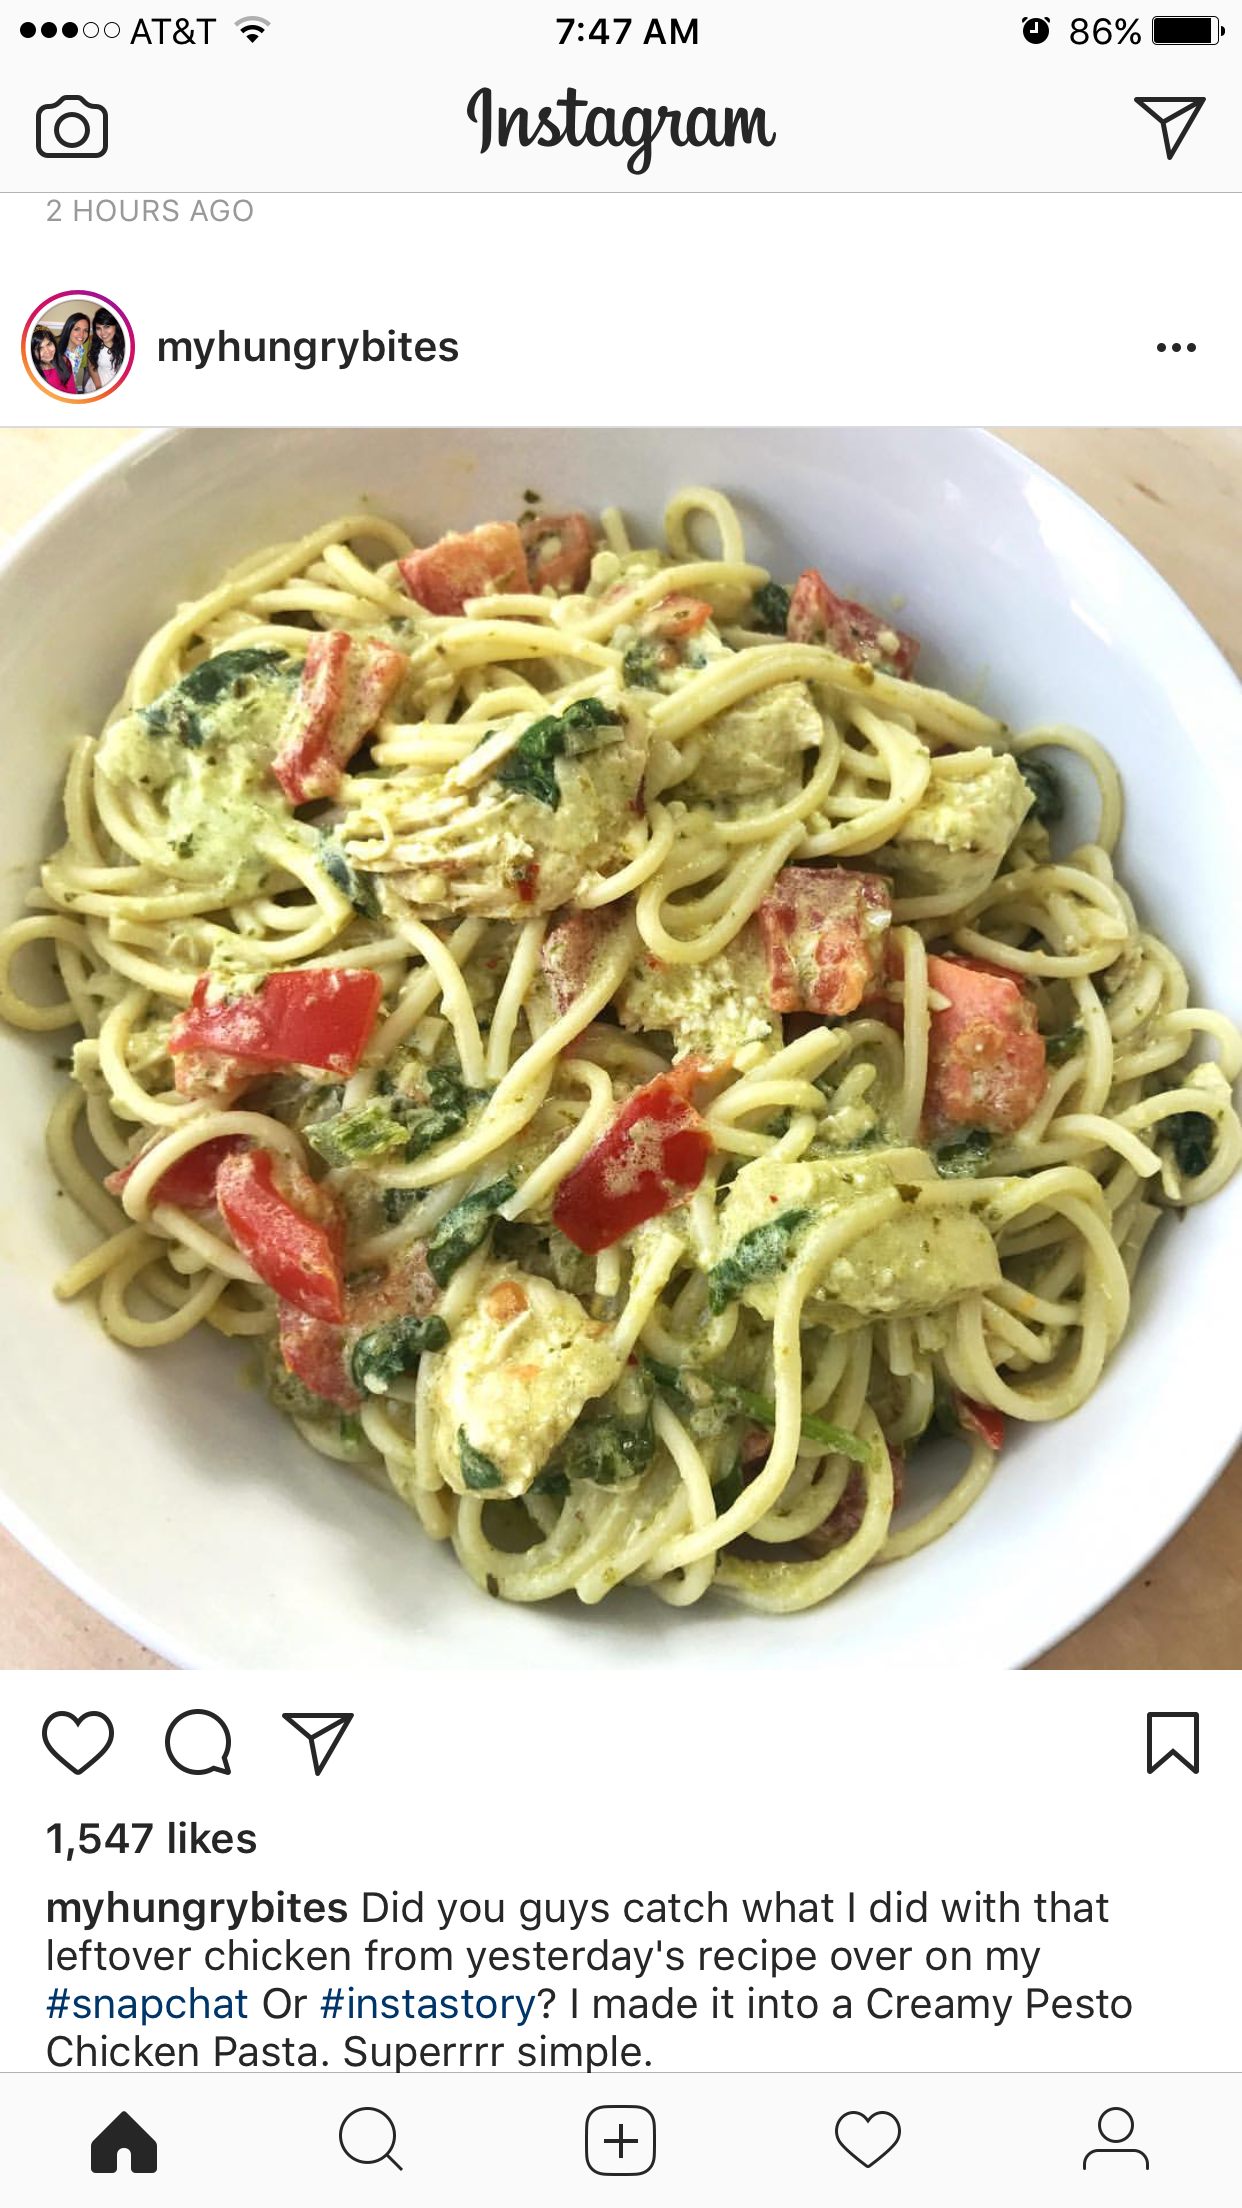 AT&T 7:47 AM 86%
Instagram
2 HOURS AGO
myhungrybites
1,547 likes
myhungrybites Did you guys catch what I did with that
leftover chicken from yesterday's recipe over on my
#snapchat Or #instastory? I made it into a Creamy Pesto
Chicken Pasta. Superrrr simple.